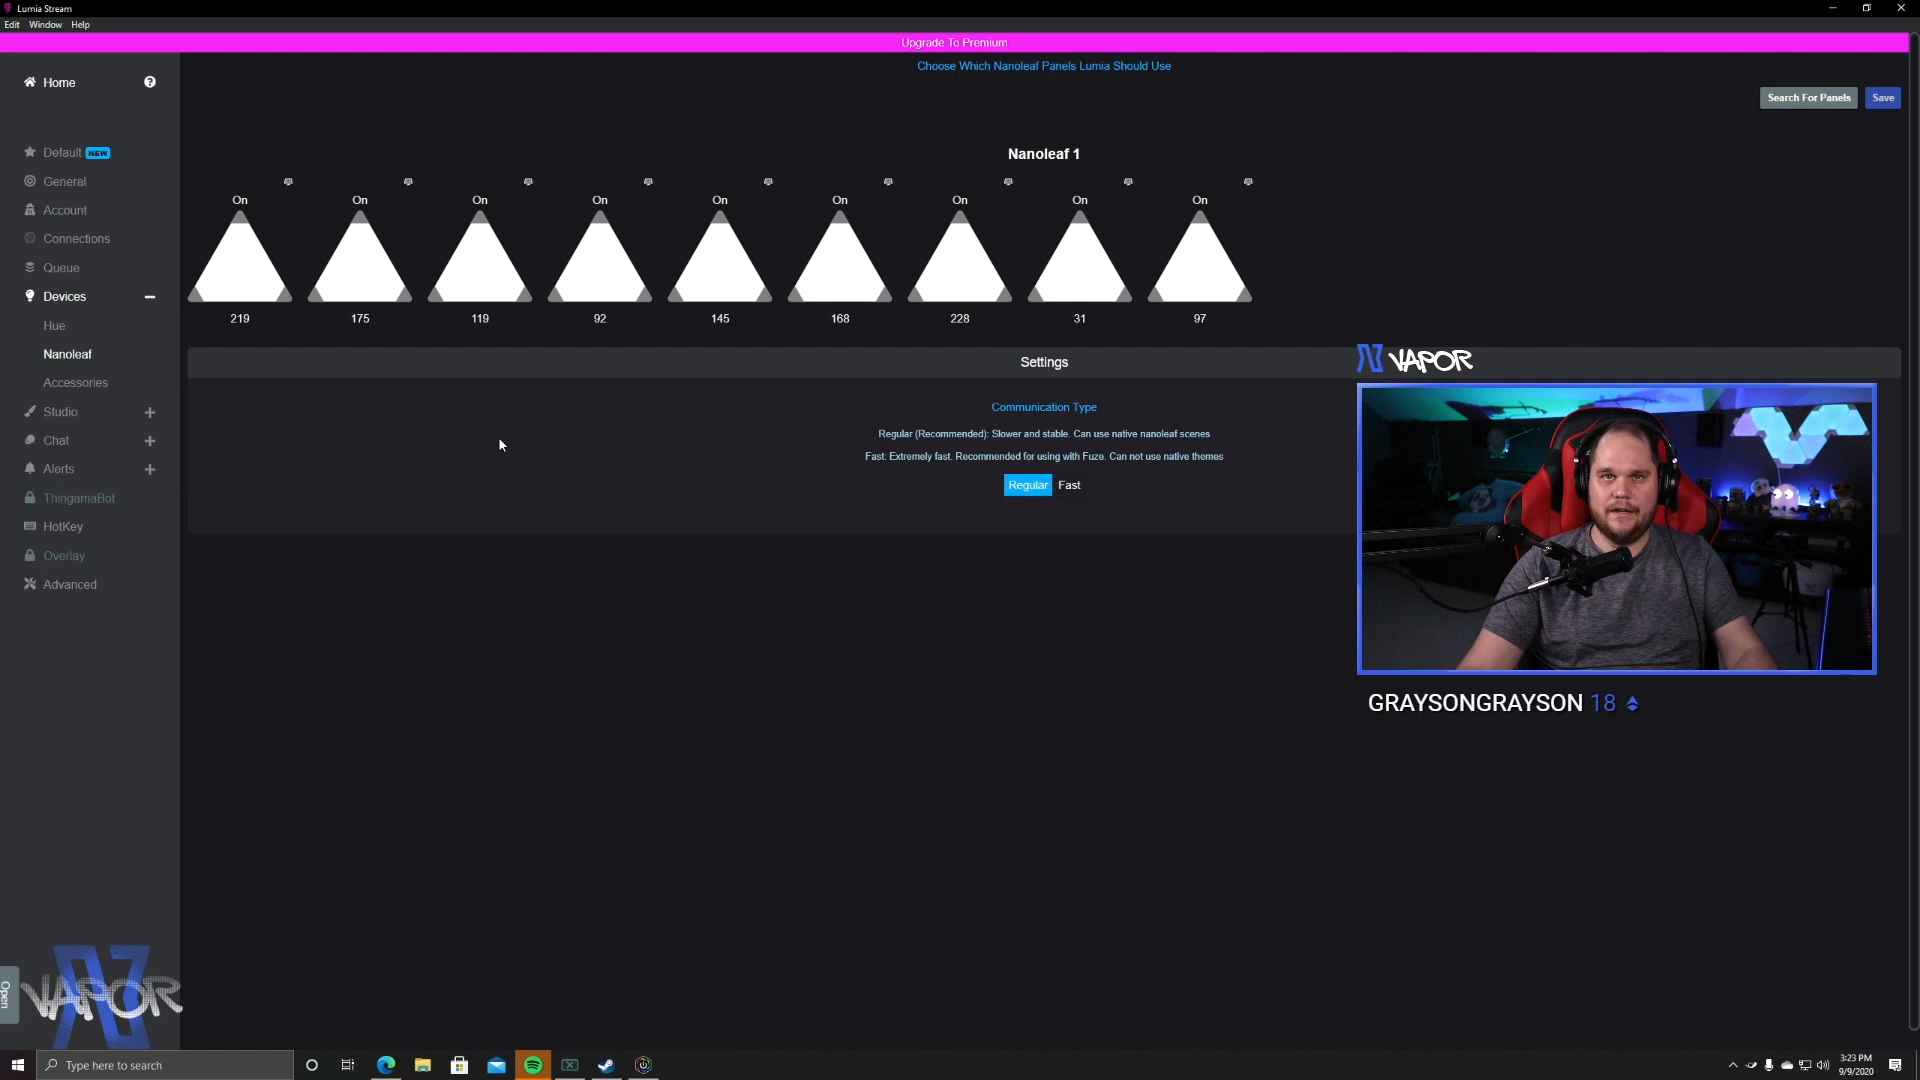 Lumia Stream
Edit Window Help
Upgrade To Premium
Choose Which Nanoleaf Panels Lumia Should Use
Search For Panels Save
Home
Default NEW
General
Account
Connections
Queue
Devices
Hue
Nanoleaf
Accessories
Studio
Chat
Alerts
ThingamaBot
HotKey
Overlay
Advanced
Nanoleaf 1
On On On On On On On On On
219 175 119 92 145 168 228 31 97
Settings
Communication Type
Regular (Recommended): Slower and stable. Can use native nanoleaf scenes
Fast: Extremely fast. Recommended for using with Fuze. Can not use native themes
Regular Fast
VAPOR
GRAYSONGRAYSON 18
Open
VAPOR
Type here to search
3:23 PM
9/9/2020